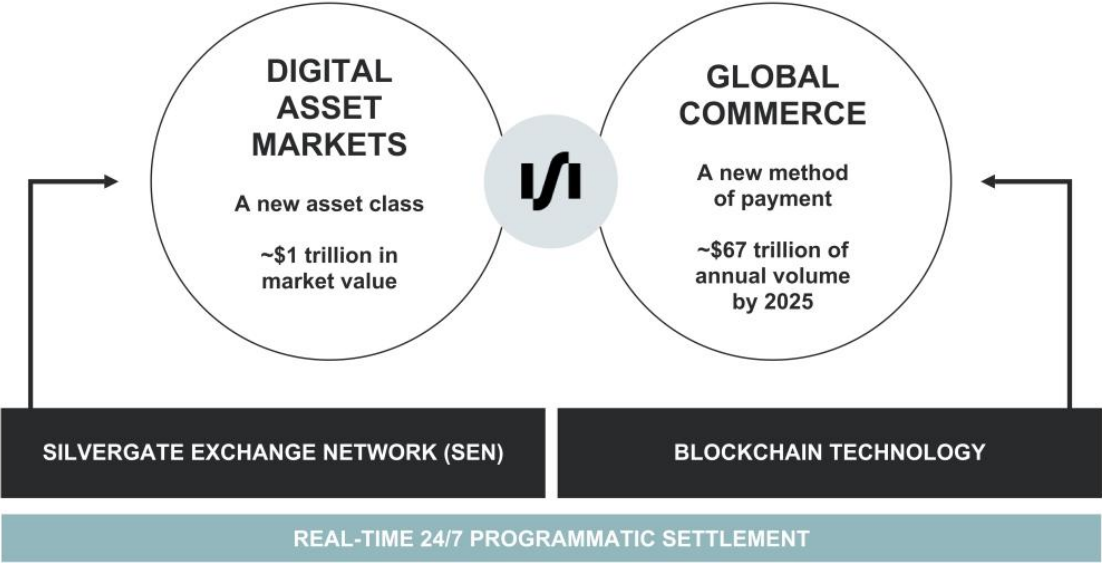 DIGITAL
ASSET
MARKETS
A new asset class
~$1 trillion in
market value
GLOBAL
COMMERCE
A new method
of payment
~$67 trillion of
annual volume
by 2025
SILVERGATE EXCHANGE NETWORK (SEN)
BLOCKCHAIN TECHNOLOGY
REAL-TIME 24/7 PROGRAMMATIC SETTLEMENT